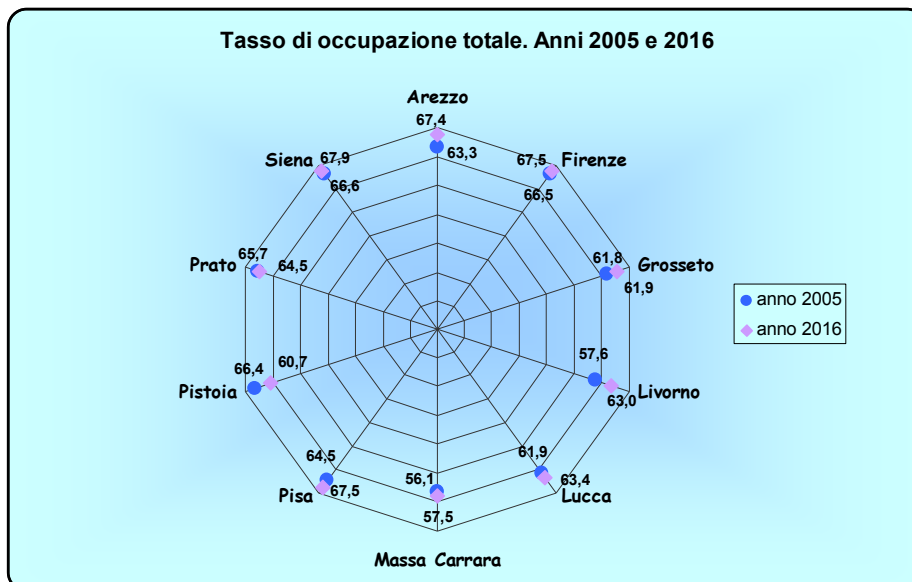 Tasso di occupazione totale. Anni 2005 e 2016
Arezzo
67,4
63,3
Siena
67,9
66,6
67,5
Firenze
66,5
Prato
65,7
64,5
61,8
Grosseto
61,9
anno 2005
anno 2016
Pistoia
66,4
60,7
57,6
Livorno
63,0
Pisa
64,5
67,5
56,1
57,5
61,9
63,4
Lucca
Massa Carrara